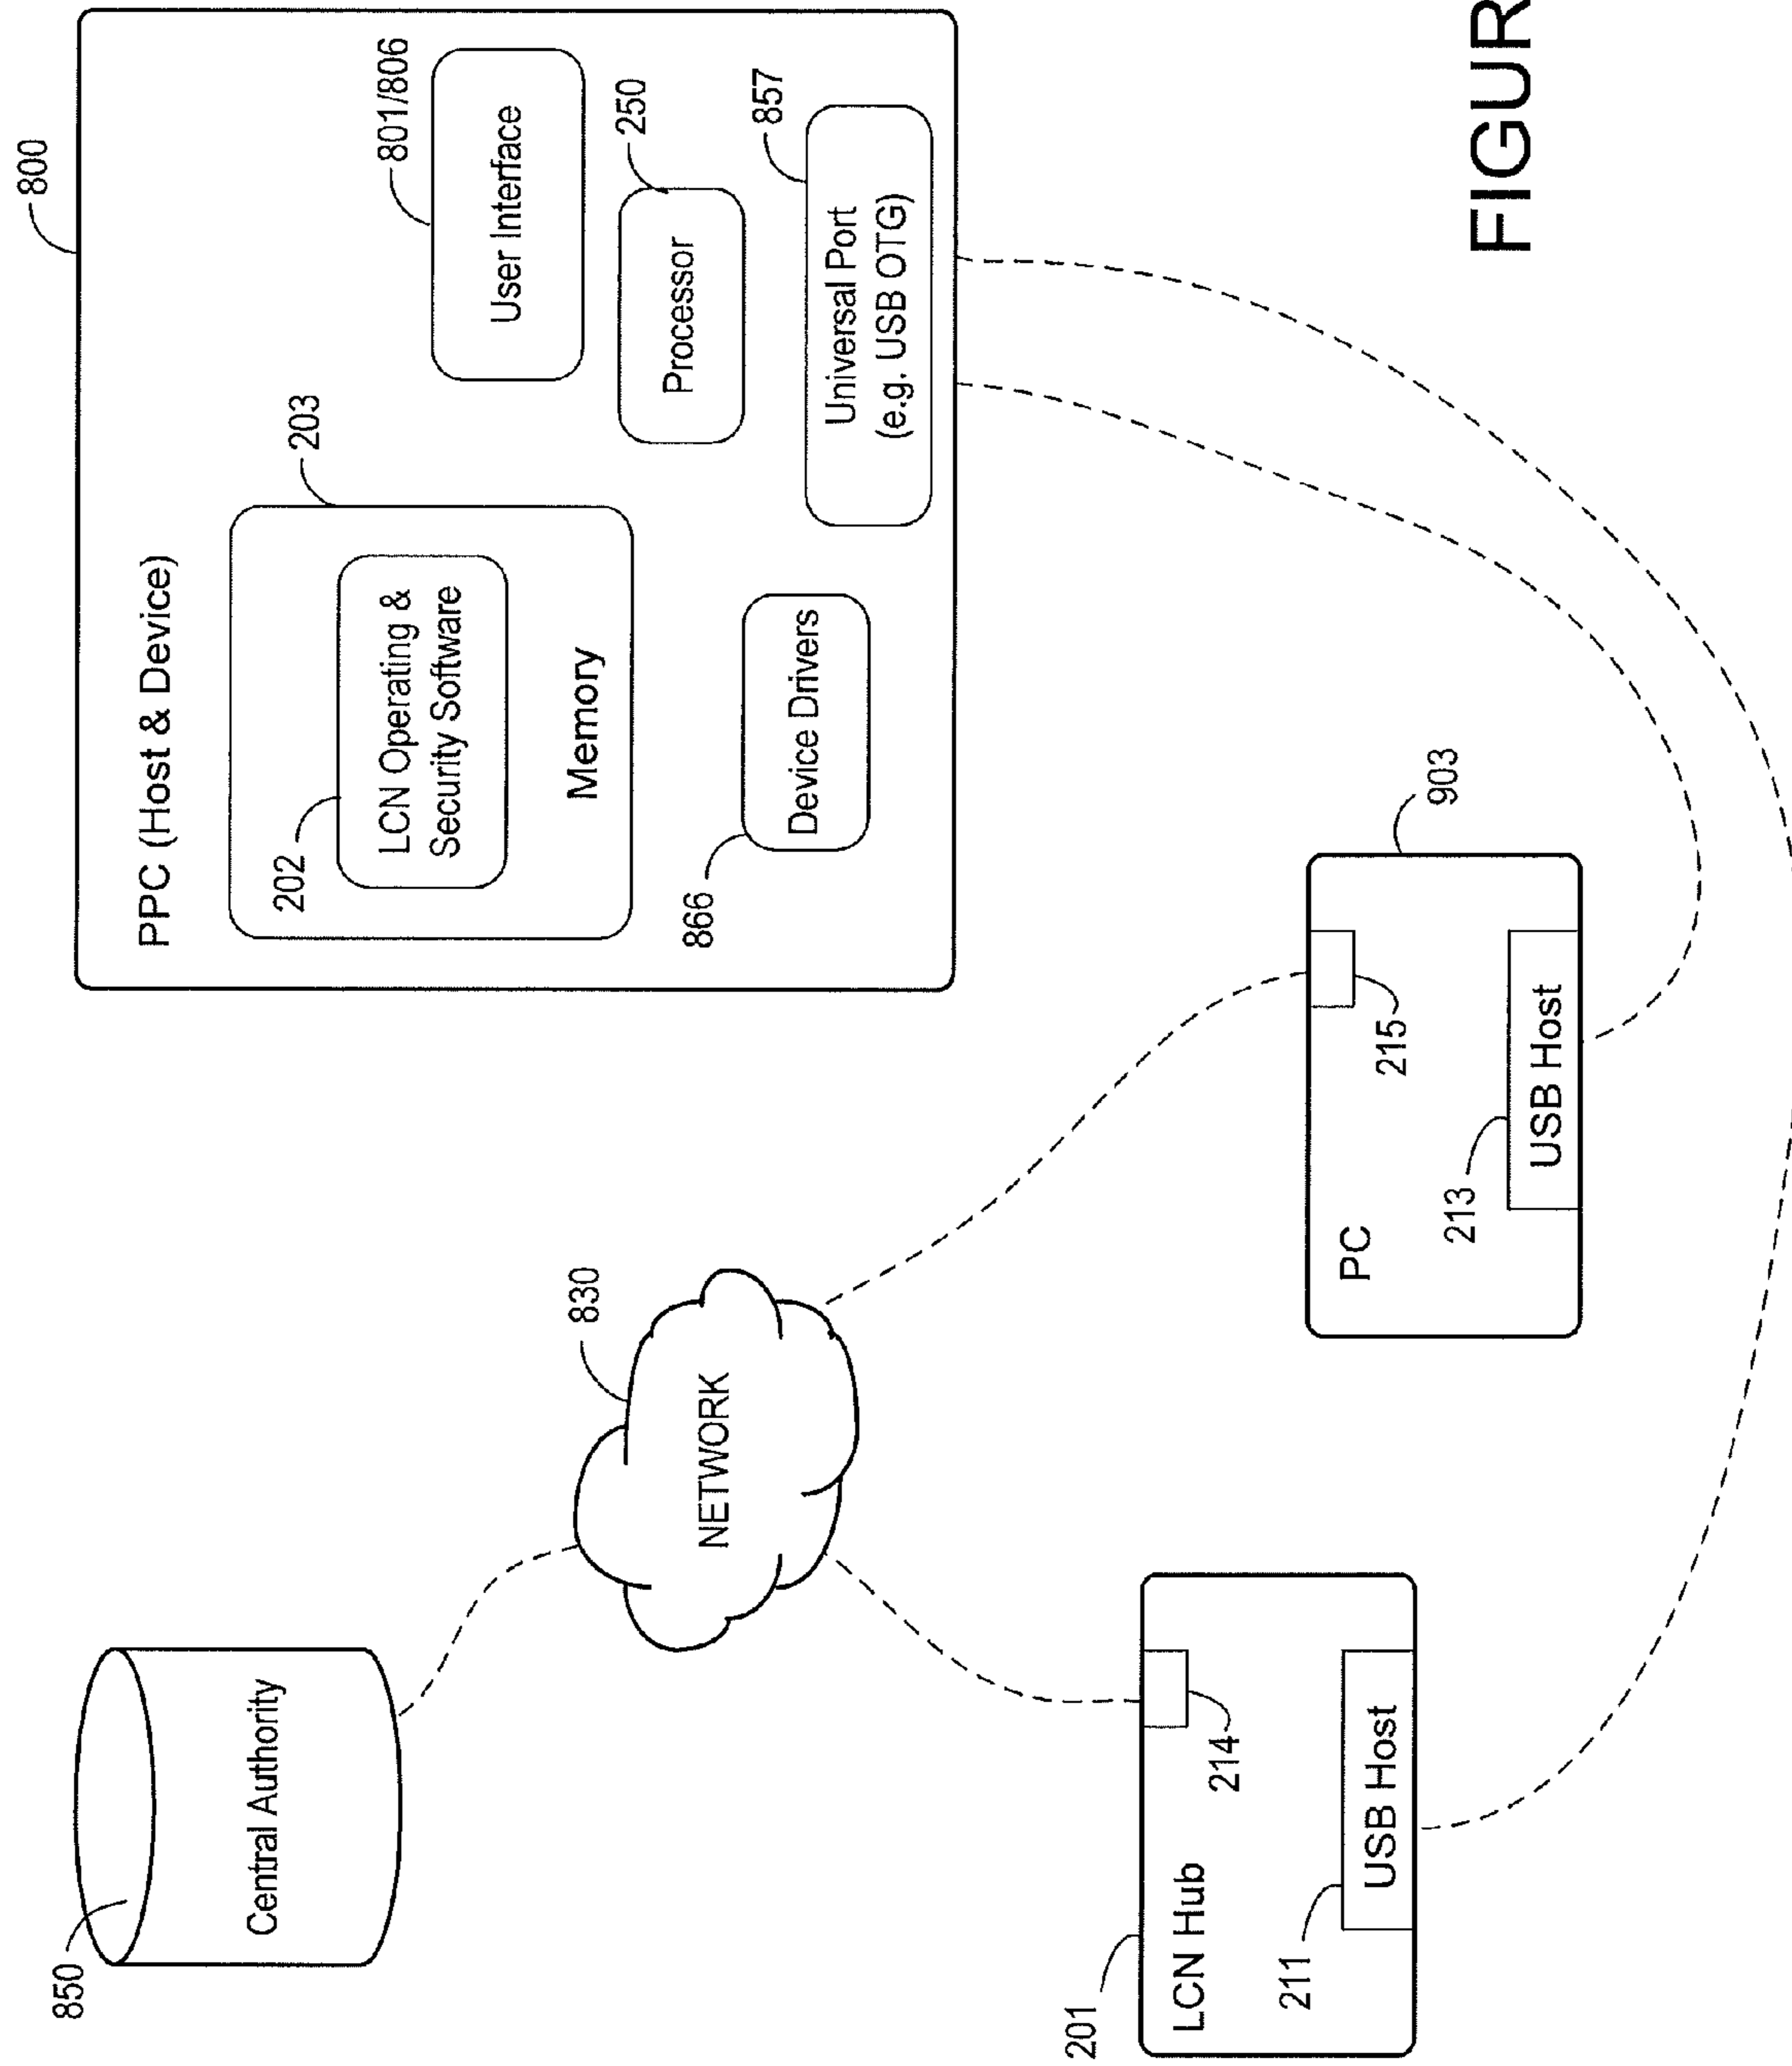 850
Central Authority
830
NETWORK
800
PPC (Host & Device)
202
203
LCN Operating &
Security Software
Memory
801/806
User Interface
250
Processor
866
Device Drivers
857
Universal Port
(e.g. USB OTG)
201
LCN Hub
214
211
USB Host
903
PC
215
213
USB Host
FIGUR